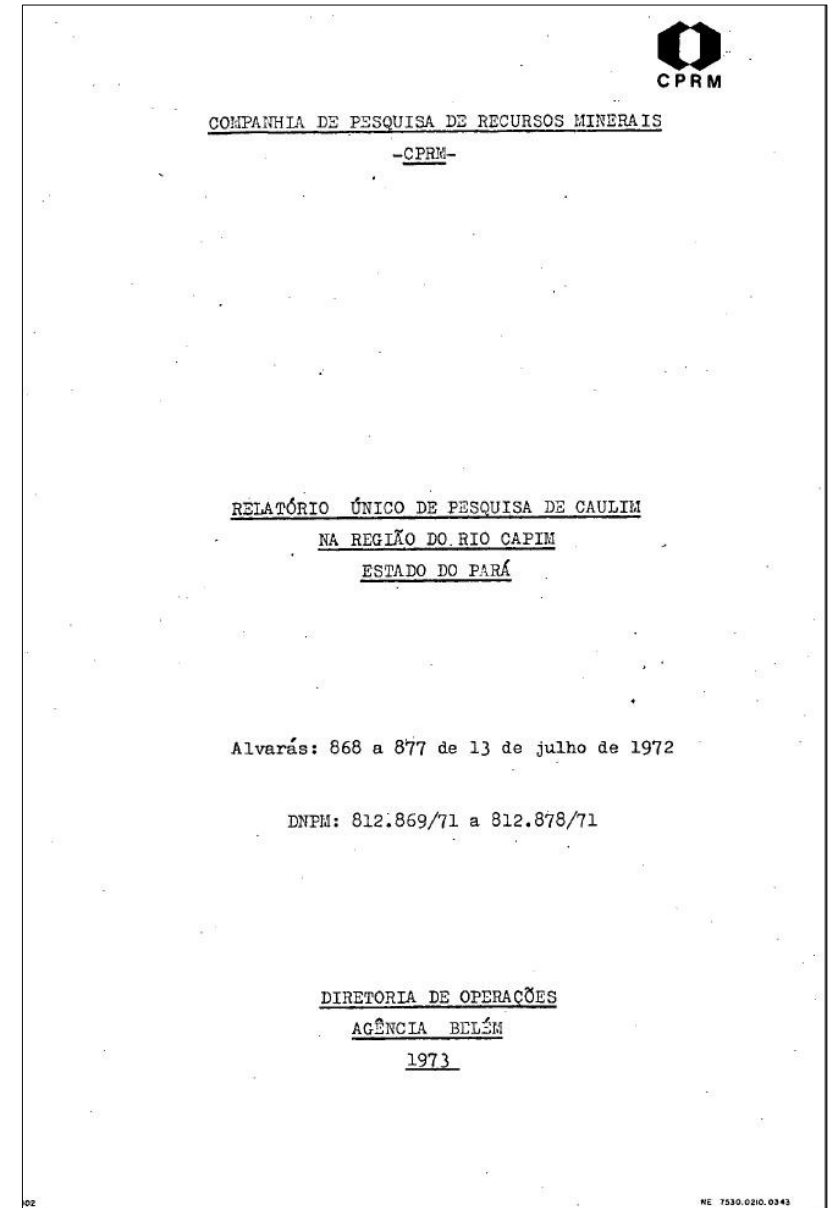 CPRM
COMPANHIA DE PESQUISA DE RECURSOS MINERAIS
-CPRM-
RELATÓRIO ÚNICO DE PESQUISA DE CAULIM
NA REGIÃO DO RIO CAPIM
ESTADO DO PARÁ
Alvarás: 868 a 877 de 13 de julho de 1972
DNPM: 812.869/71 a 812.878/71
DIRETORIA DE OPERAÇÕES
AGÊNCIA BELÉM
1973
002
NE 7530.0210.0343